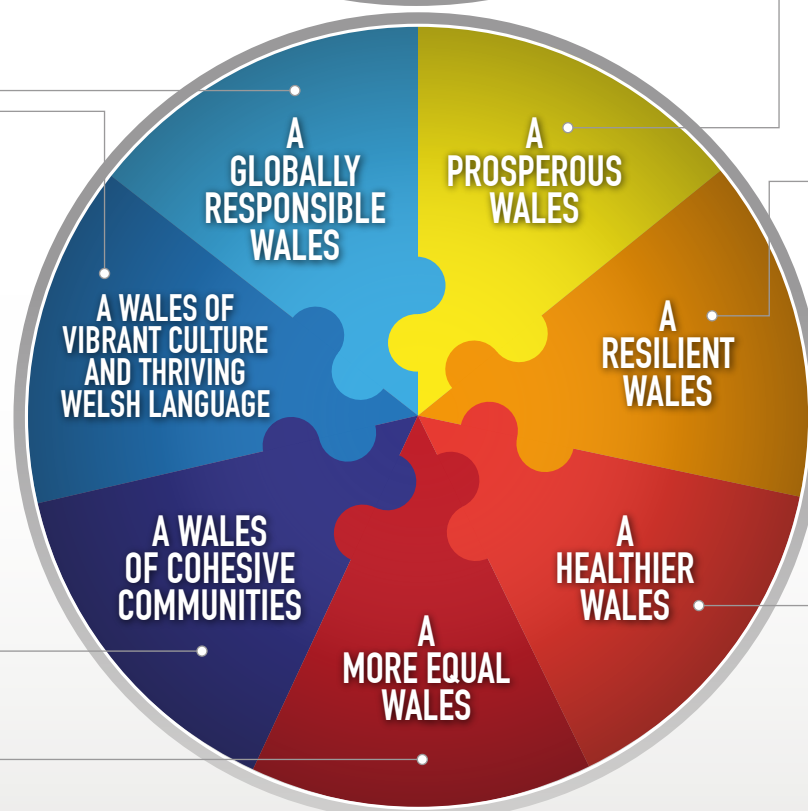 A
GLOBALLY
RESPONSIBLE
WALES
A
PROSPEROUS
WALES
A WALES OF
VIBRANT CULTURE
AND THRIVING
WELSH LANGUAGE
A
RESILIENT
WALES
A WALES
OF COHESIVE
COMMUNITIES
A
HEALTHIER
WALES
A
MORE EQUAL
WALES